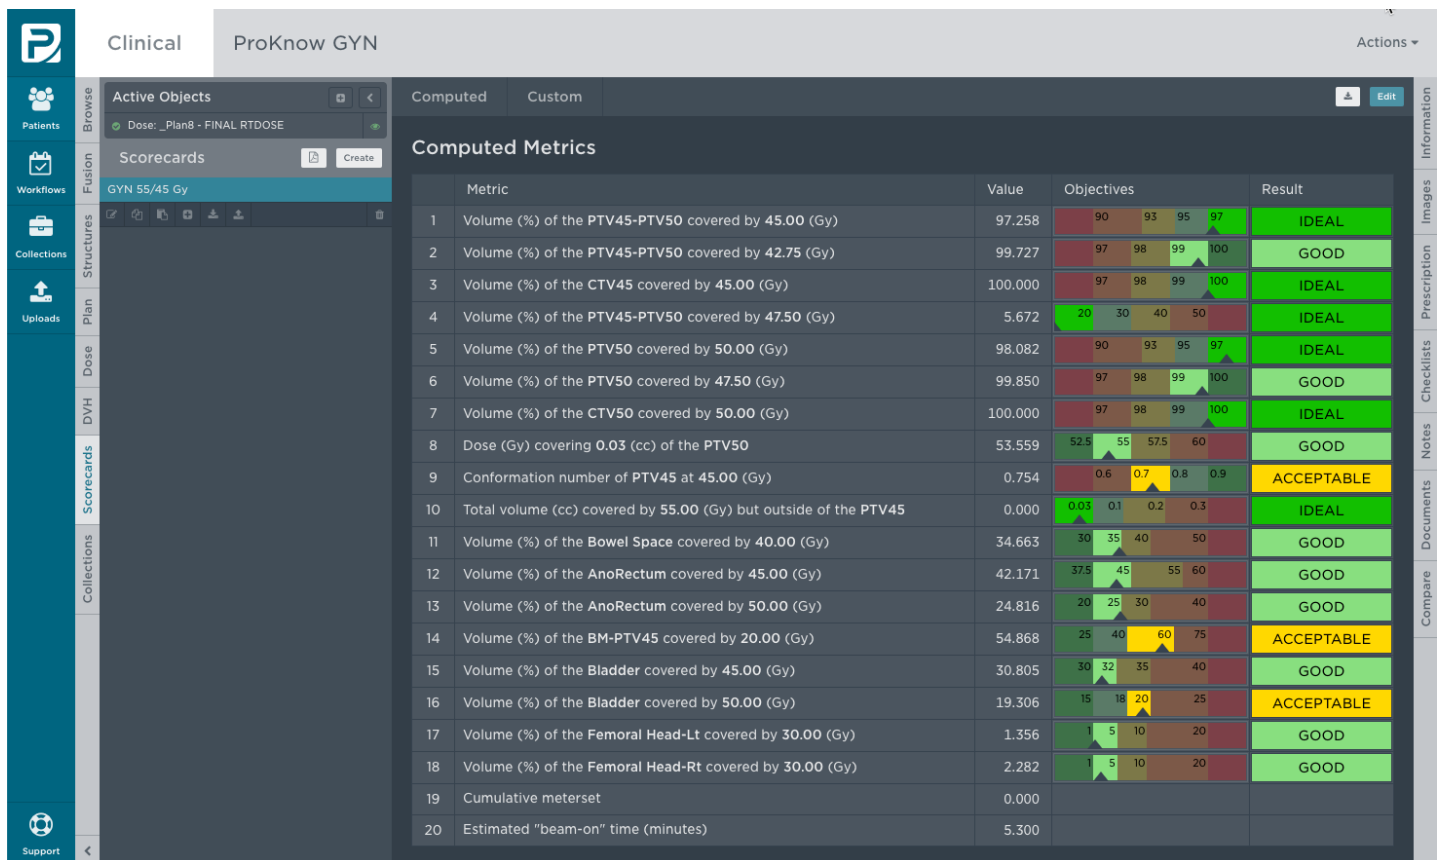 Clinical
ProKnow GYN
Actions
Patients
Workflows
Collections
Uploads
Support
Browse
Fusion
Structures
Plan
Dose
DVH
Scorecards
Collections
Active Objects
Dose: _Plan8 - FINAL RTDOSE
Scorecards Create
GYN 55/45 Gy
Computed Custom Edit
Computed Metrics
Metric Value Objectives Result
1 Volume (%) of the PTV45-PTV50 covered by 45.00 (Gy) 97.258 90 93 95 97 IDEAL
2 Volume (%) of the PTV45-PTV50 covered by 42.75 (Gy) 99.727 97 98 99 100 GOOD
3 Volume (%) of the CTV45 covered by 45.00 (Gy) 100.000 97 98 99 100 IDEAL
4 Volume (%) of the PTV45-PTV50 covered by 47.50 (Gy) 5.672 20 30 40 50 IDEAL
5 Volume (%) of the PTV50 covered by 50.00 (Gy) 98.082 90 93 95 97 IDEAL
6 Volume (%) of the PTV50 covered by 47.50 (Gy) 99.850 97 98 99 100 GOOD
7 Volume (%) of the CTV50 covered by 50.00 (Gy) 100.000 97 98 99 100 IDEAL
8 Dose (Gy) covering 0.03 (cc) of the PTV50 53.559 52.5 55 57.5 60 GOOD
9 Conformation number of PTV45 at 45.00 (Gy) 0.754 0.6 0.7 0.8 0.9 ACCEPTABLE
10 Total volume (cc) covered by 55.00 (Gy) but outside of the PTV45 0.000 0.03 0.1 0.2 0.3 IDEAL
11 Volume (%) of the Bowel Space covered by 40.00 (Gy) 34.663 30 35 40 50 GOOD
12 Volume (%) of the AnoRectum covered by 45.00 (Gy) 42.171 37.5 45 55 60 GOOD
13 Volume (%) of the AnoRectum covered by 50.00 (Gy) 24.816 20 25 30 40 GOOD
14 Volume (%) of the BM-PTV45 covered by 20.00 (Gy) 54.868 25 40 60 75 ACCEPTABLE
15 Volume (%) of the Bladder covered by 45.00 (Gy) 30.805 30 32 35 40 GOOD
16 Volume (%) of the Bladder covered by 50.00 (Gy) 19.306 15 18 20 25 ACCEPTABLE
17 Volume (%) of the Femoral Head-Lt covered by 30.00 (Gy) 1.356 1 5 10 20 GOOD
18 Volume (%) of the Femoral Head-Rt covered by 30.00 (Gy) 2.282 1 5 10 20 GOOD
19 Cumulative meterset 0.000
20 Estimated "beam-on" time (minutes) 5.300
Information
Images
Prescription
Checklists
Notes
Documents
Compare